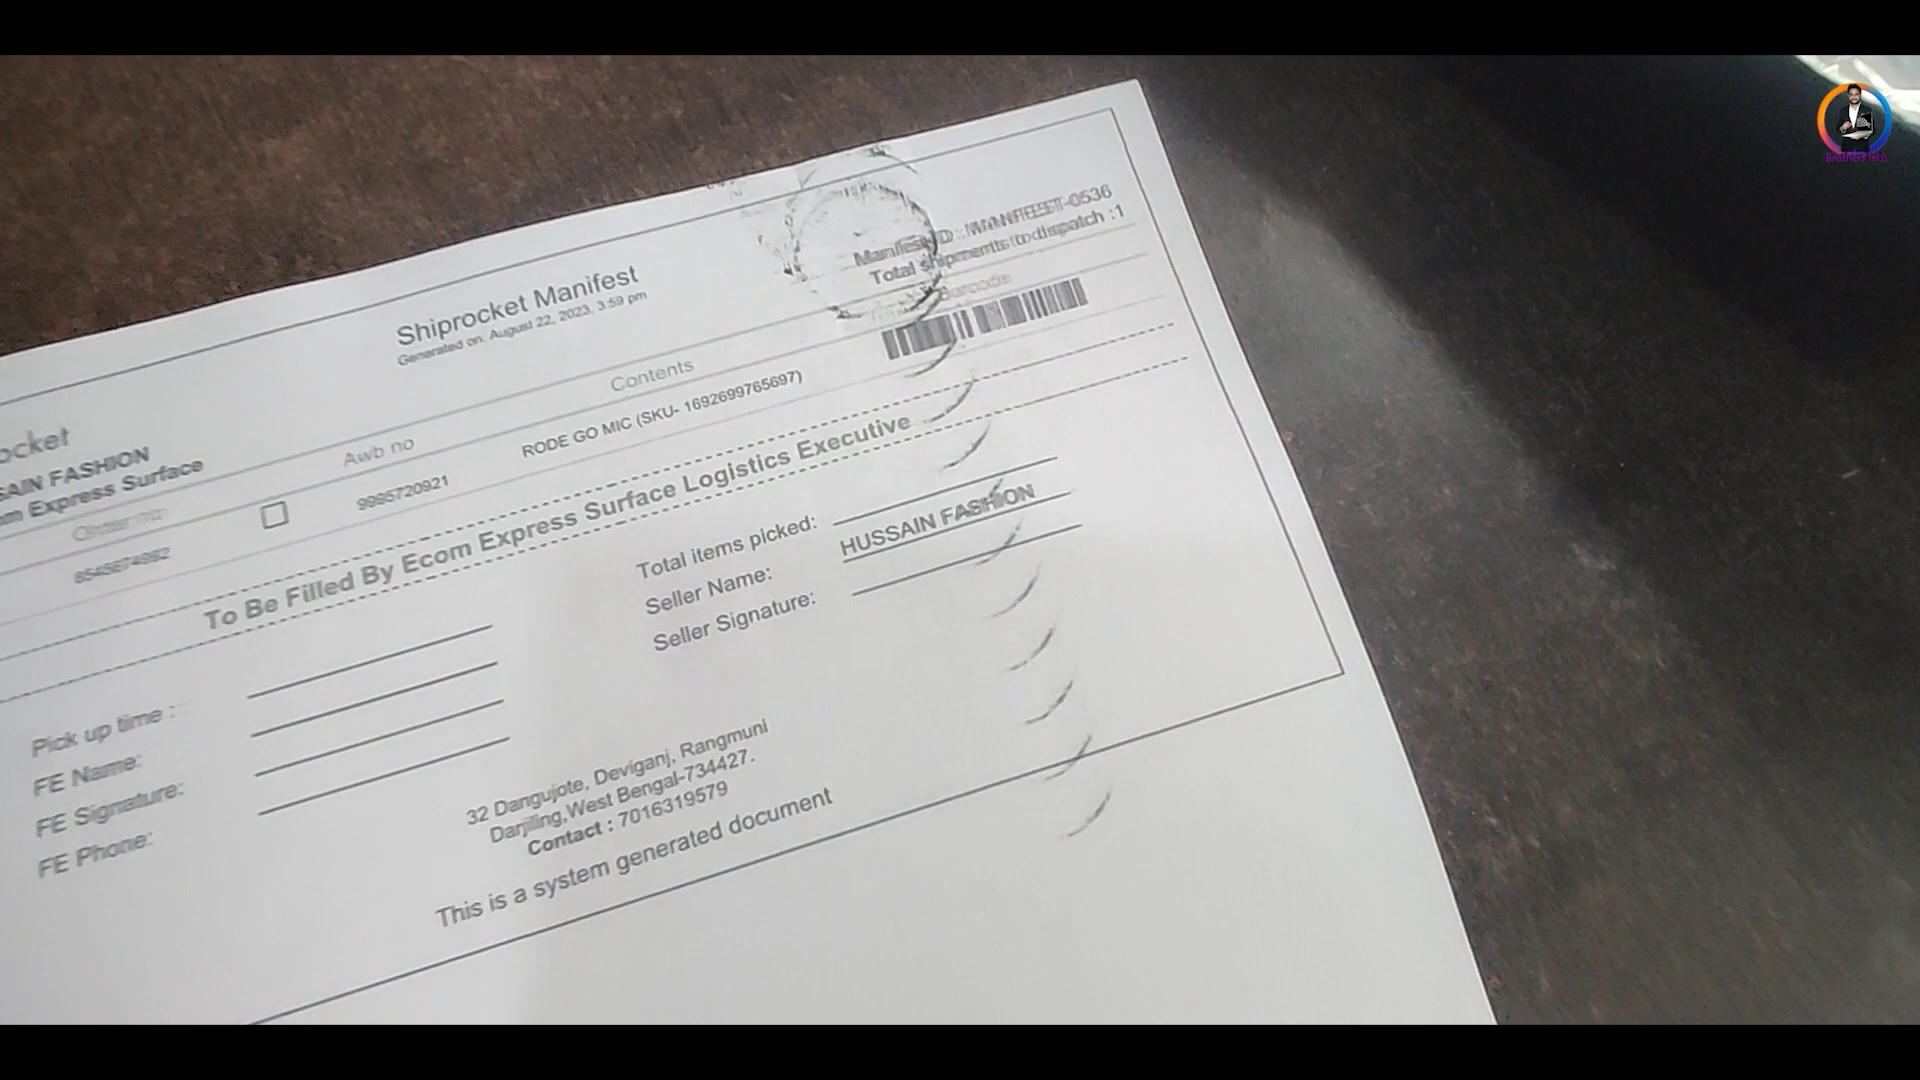 Shiprocket Manifest
Generated on: August 22, 2023, 3:59 pm
Manifest ID : MANIFEST-0536
Total shipments to dispatch :1
ocket
SAIN FASHION
om Express Surface
Order no
Awb no
Contents
Barcode
9995720921
RODE GO MIC (SKU- 1692699765697)
To Be Filled By Ecom Express Surface Logistics Executive
Pick up time :
Total items picked:
FE Name:
Seller Name: HUSSAIN FASHION
FE Signature:
Seller Signature:
FE Phone:
32 Dangujote, Deviganj, Rangmuni
Darjiling,West Bengal-734427.
Contact : 7016319579
This is a system generated document
Brothers Tech